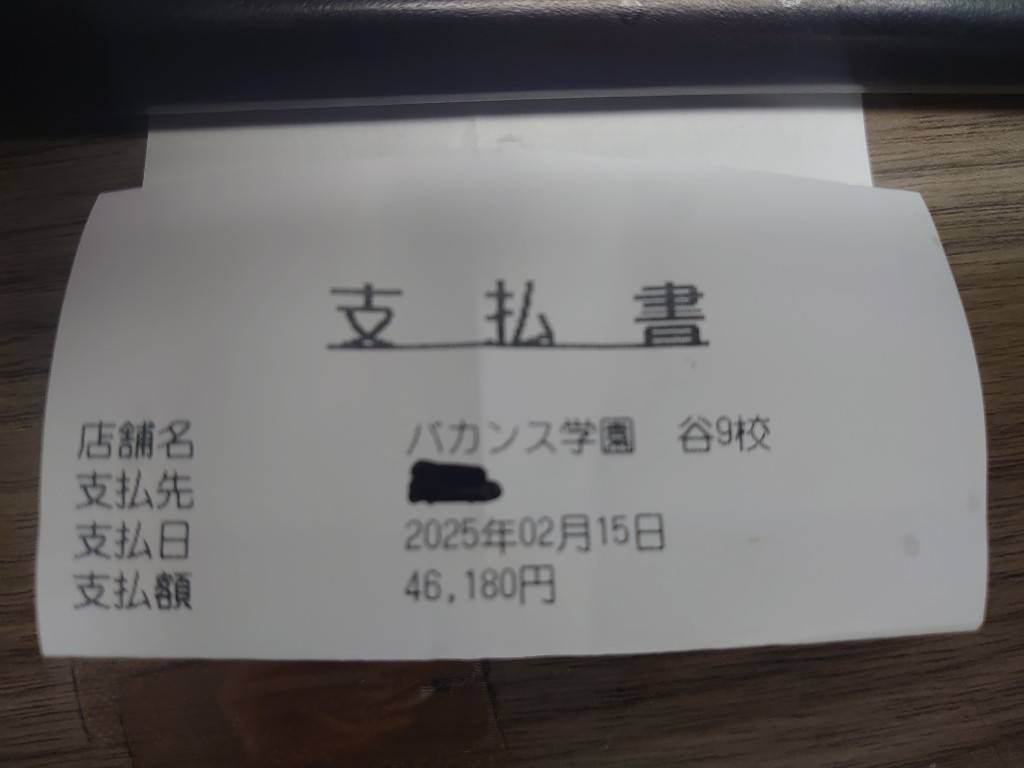 支払書
店舗名 バカンス学園 谷9校
支払先
支払日 2025年02月15日
支払額 46,180円